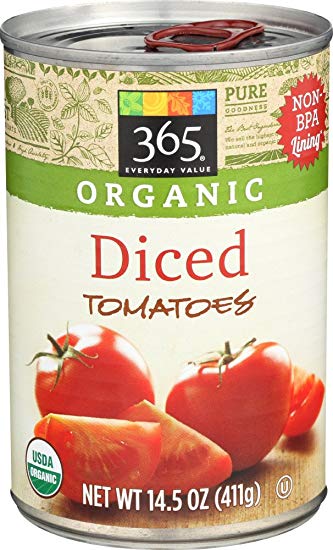 PURE
GOODNESS
365®
EVERYDAY VALUE
NON-
BPA
Lining*
ORGANIC
Diced
TOMATOES
USDA
ORGANIC
NET WT 14.5 OZ (411g)
U